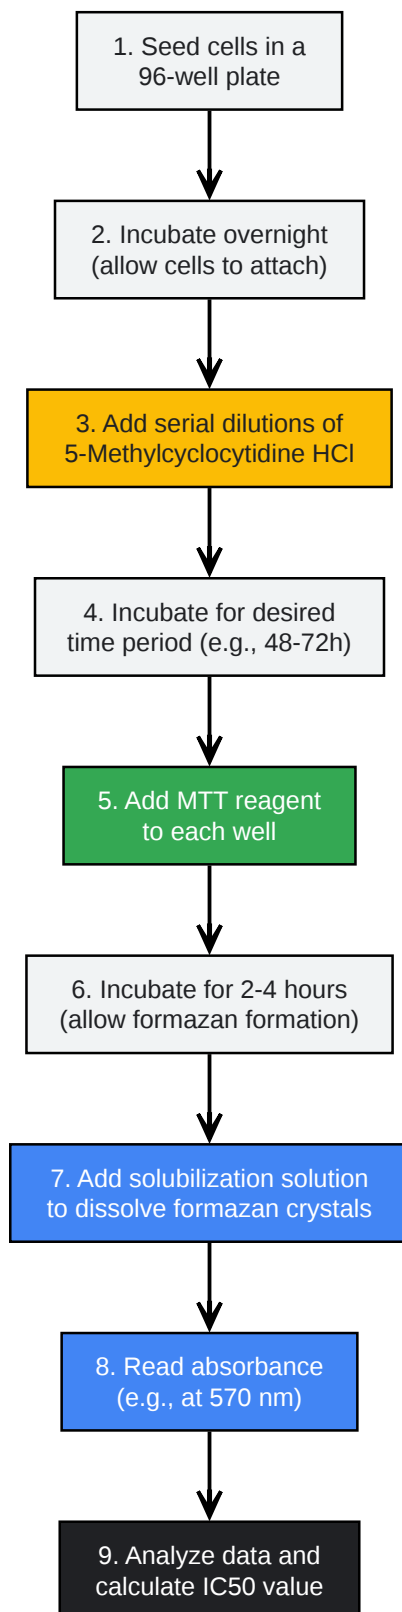 1. Seed cells in a
96-well plate
2. Incubate overnight
(allow cells to attach)
3. Add serial dilutions of
5-Methylcyclocytidine HCl
4. Incubate for desired
time period (e.g., 48-72h)
5. Add MTT reagent
to each well
6. Incubate for 2-4 hours
(allow formazan formation)
7. Add solubilization solution
to dissolve formazan crystals
8. Read absorbance
(e.g., at 570 nm)
9. Analyze data and
calculate IC50 value